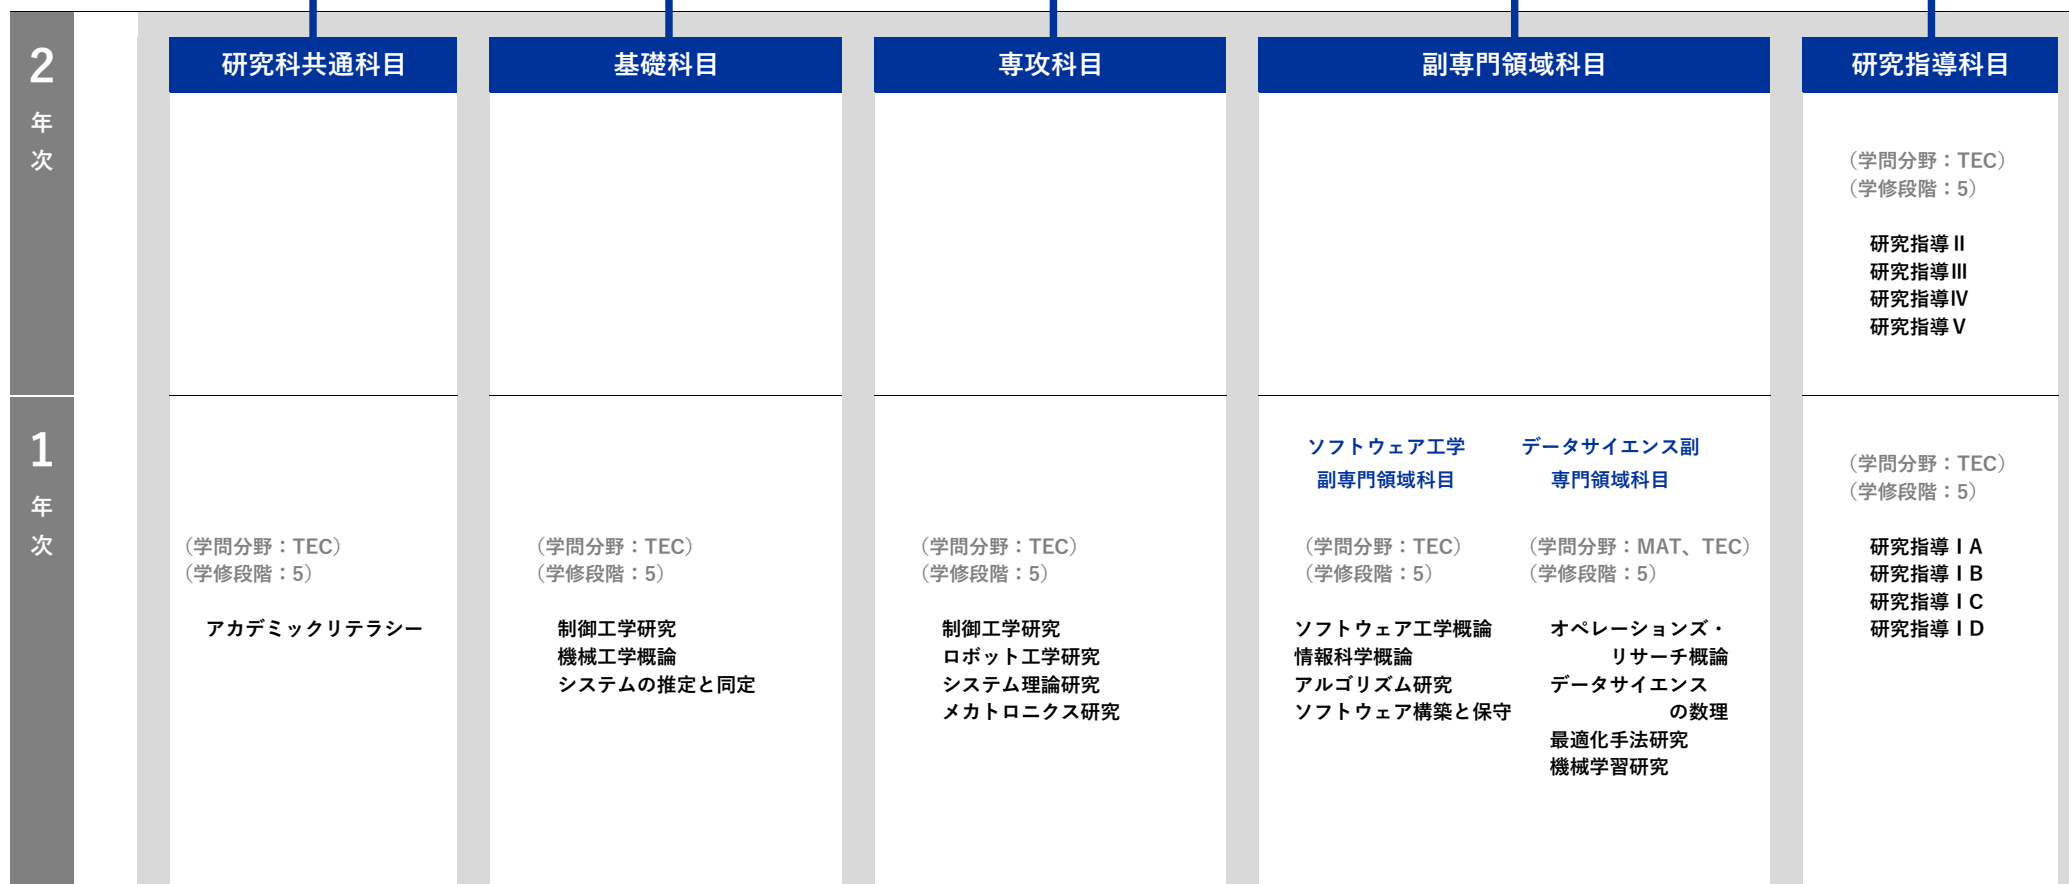 研究科共通科目
基礎科目
専攻科目
副専門領域科目
研究指導科目
2
年
次
(学問分野：TEC)
(学修段階：5)
研究指導Ⅱ
研究指導Ⅲ
研究指導Ⅳ
研究指導Ⅴ
1
年
次
(学問分野：TEC)
(学修段階：5)
アカデミックリテラシー
(学問分野：TEC)
(学修段階：5)
制御工学研究
機械工学概論
システムの推定と同定
(学問分野：TEC)
(学修段階：5)
制御工学研究
ロボット工学研究
システム理論研究
メカトロニクス研究
ソフトウェア工学
副専門領域科目
(学問分野：TEC)
(学修段階：5)
ソフトウェア工学概論
情報科学概論
アルゴリズム研究
ソフトウェア構築と保守
データサイエンス副
専門領域科目
(学問分野：MAT、TEC)
(学修段階：5)
オペレーションズ・
リサーチ概論
データサイエンス
の数理
最適化手法研究
機械学習研究
(学問分野：TEC)
(学修段階：5)
研究指導ⅠA
研究指導ⅠB
研究指導ⅠC
研究指導ⅠD